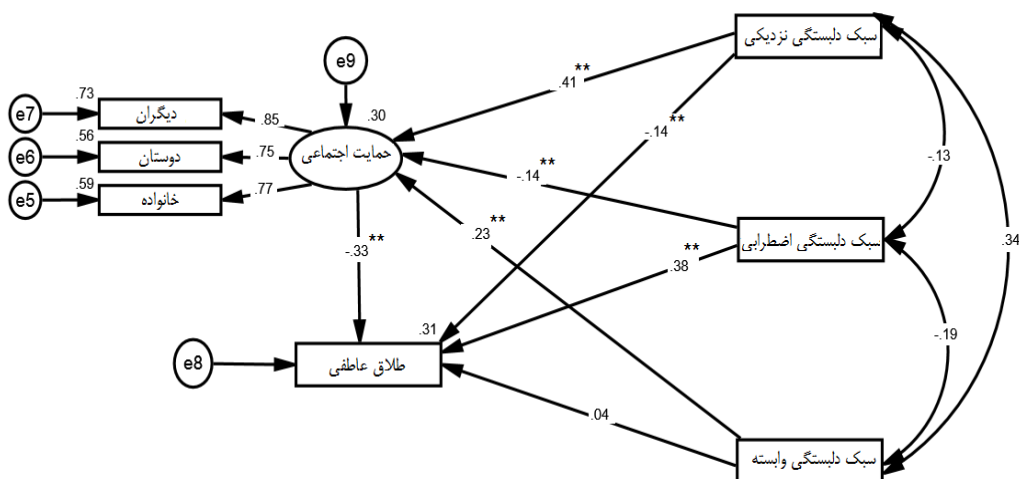 سبک دلبستگی نزدیکی
e9
.41**
.73
e7
دیگران
.85
.30
-.14**
.56
e6
دوستان
.75
حمایت اجتماعی
-.13
.59
e5
خانواده
.77
-.14**
.23**
سبک دلبستگی اضطرابی
.34
-.33**
.38**
.31
e8
طلاق عاطفی
-.19
.04
سبک دلبستگی وابسته